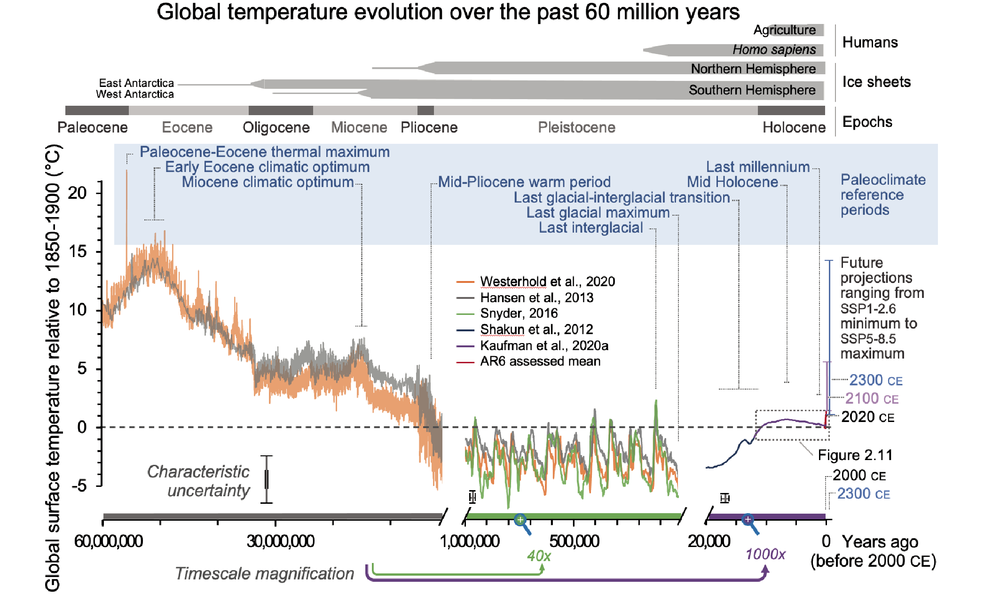 Global temperature evolution over the past 60 million years
Agriculture
Homo sapiens
Humans
Northern Hemisphere
East Antarctica
West Antarctica
Southern Hemisphere
Ice sheets
Paleocene
Eocene
Oligocene
Miocene
Pliocene
Pleistocene
Holocene
Epochs
Global surface temperature relative to 1850-1900 (°C)
Paleocene-Eocene thermal maximum
Early Eocene climatic optimum
Miocene climatic optimum
Mid-Pliocene warm period
Last glacial-interglacial transition
Last glacial maximum
Last interglacial
Last millennium
Mid Holocene
Paleoclimate
reference
periods
20
15
10
5
0
-5
Westerhold et al., 2020
Hansen et al., 2013
Snyder, 2016
Shakun et al., 2012
Kaufman et al., 2020a
AR6 assessed mean
Future
projections
ranging from
SSP1-2.6
minimum to
SSP5-8.5
maximum
2300 CE
2100 CE
2020 CE
Figure 2.11
2000 CE
2300 CE
Characteristic
uncertainty
60,000,000
30,000,000
1,000,000
500,000
20,000
0
Years ago
(before 2000 CE)
40x
1000x
Timescale magnification